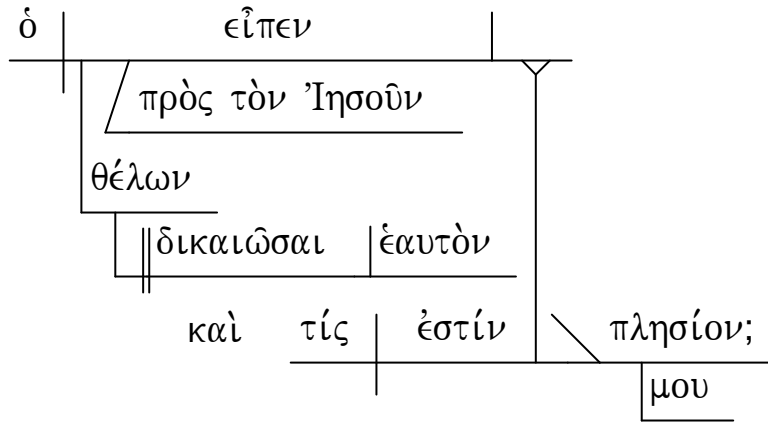 ὁ εἶπεν
πρὸς τὸν Ἰησοῦν
θέλων
δικαιῶσαι ἑαυτὸν
καὶ τίς ἐστίν πλησίον;
μου